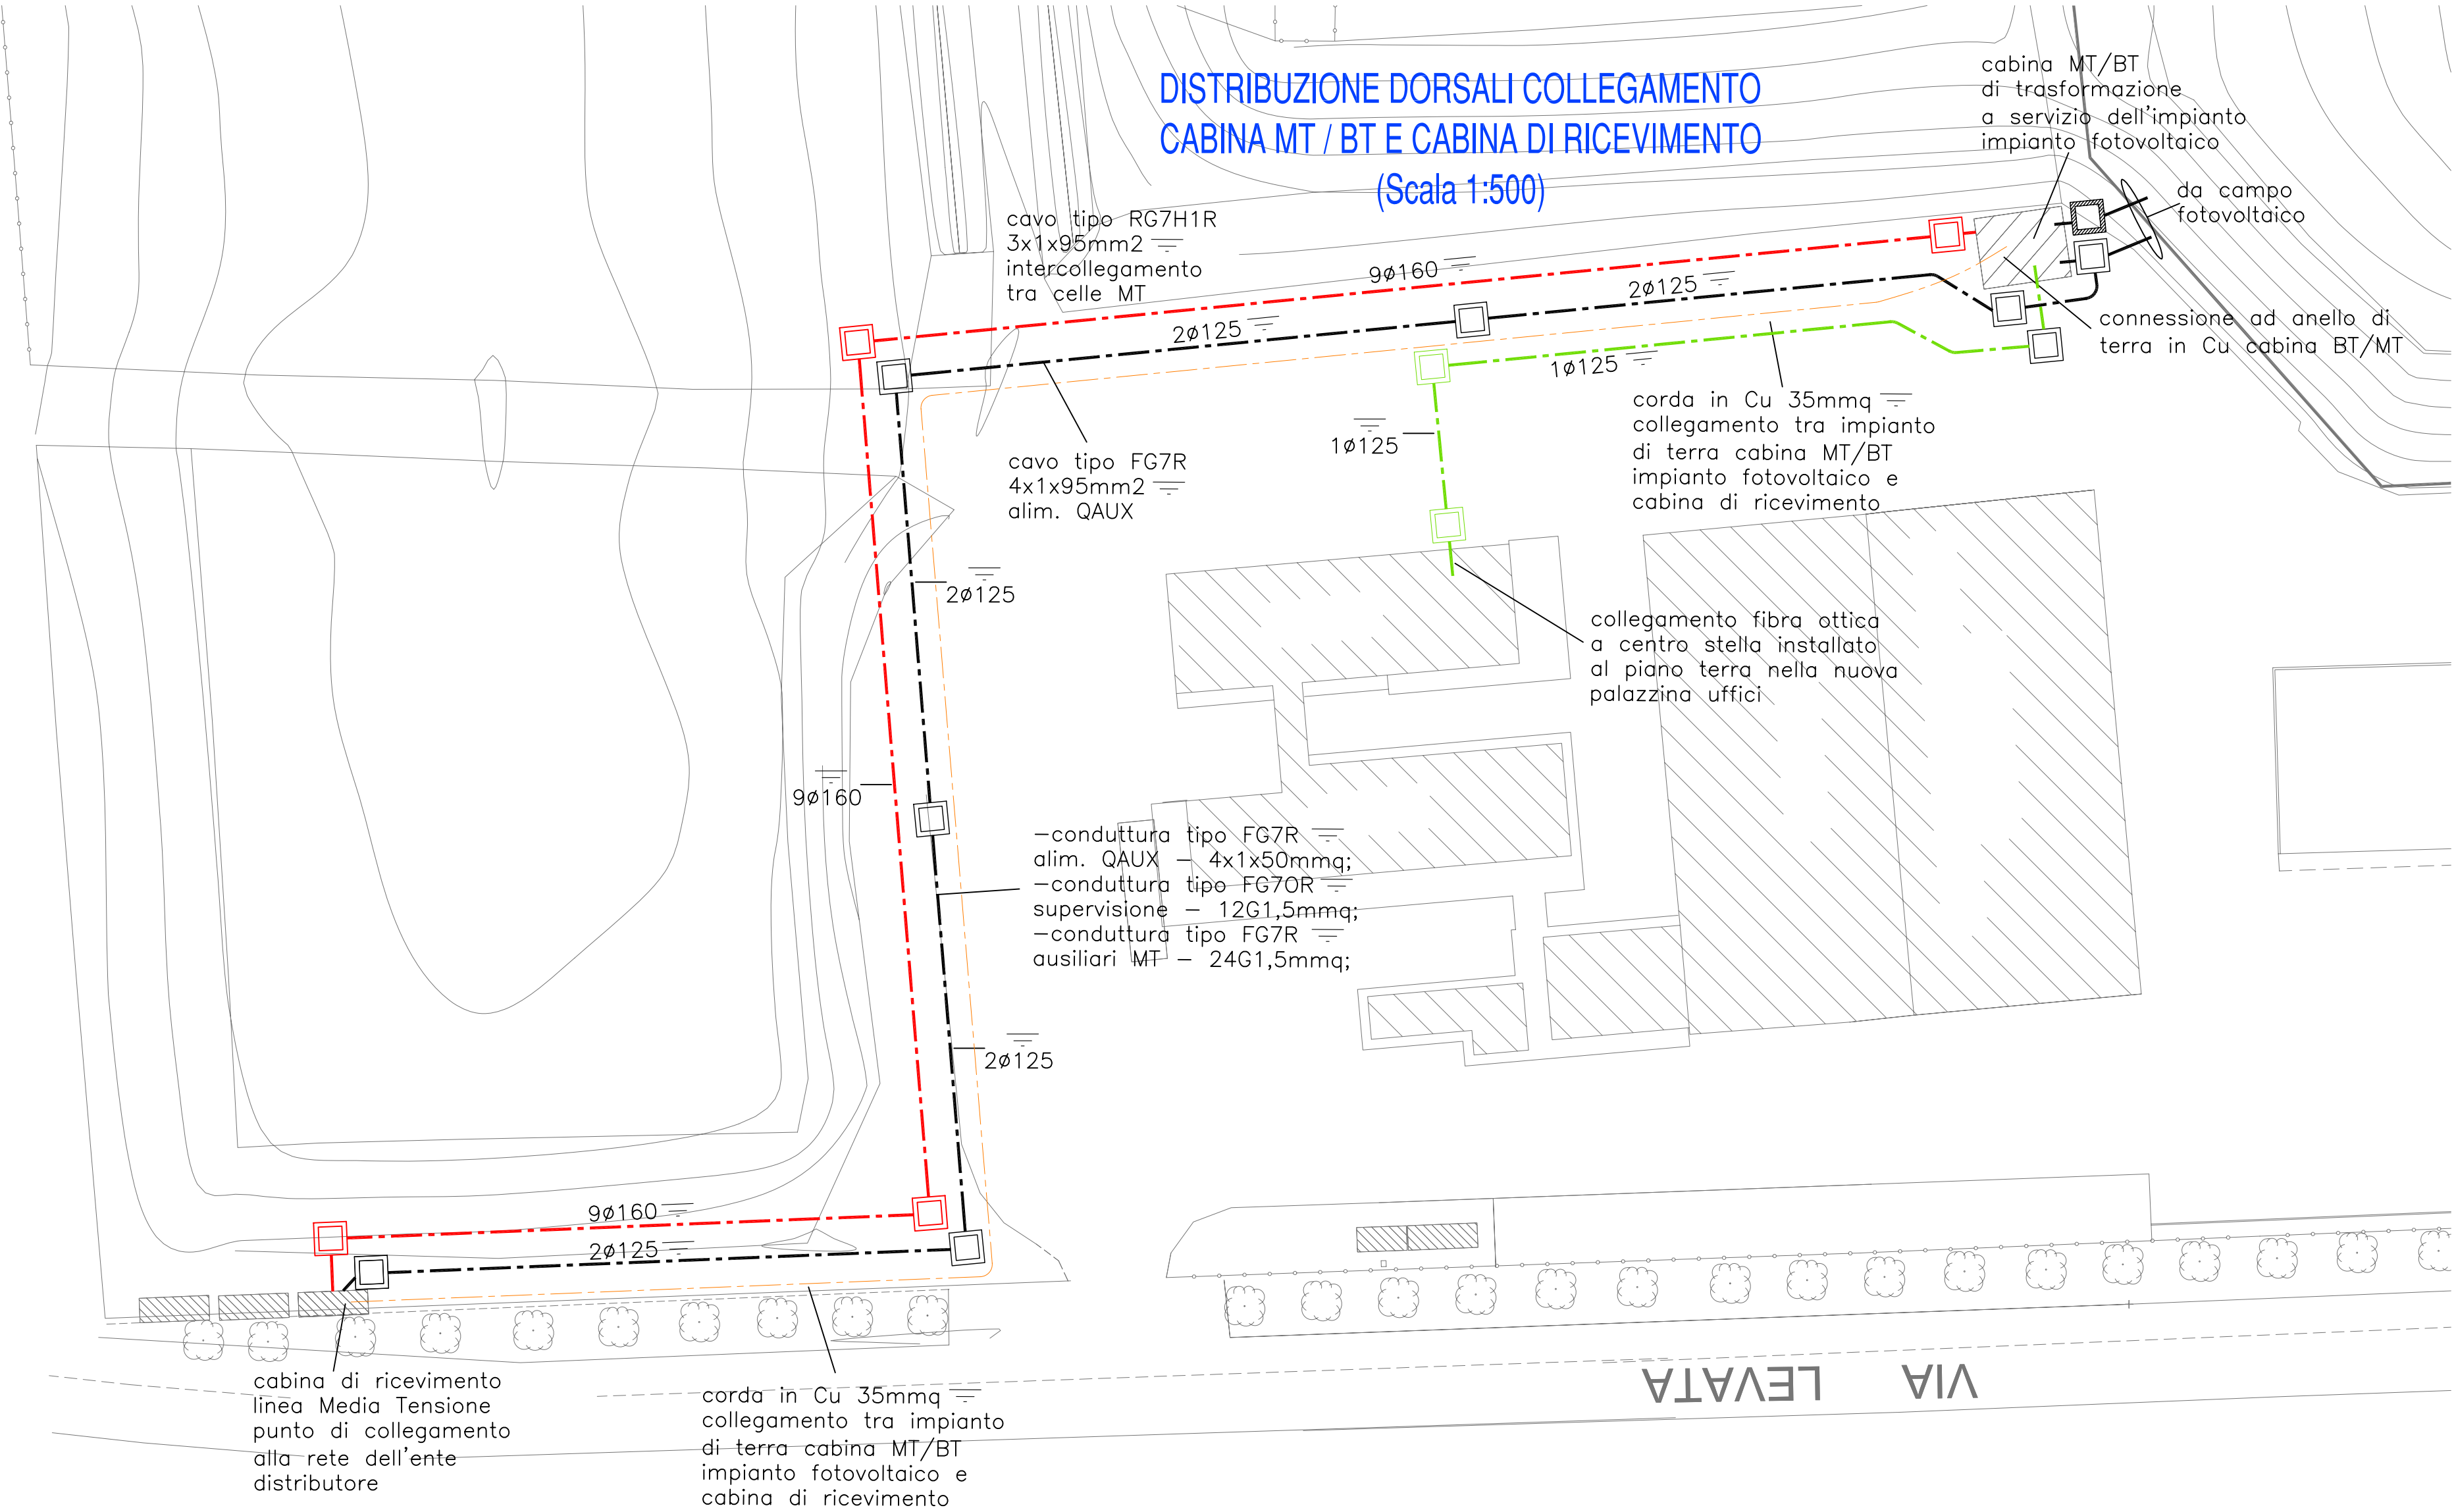 DISTRIBUZIONE DORSALI COLLEGAMENTO
CABINA MT / BT E CABINA DI RICEVIMENTO
(Scala 1:500)
cabina MT/BT
di trasformazione
a servizio dell'impianto
impianto fotovoltaico
da campo
fotovoltaico
cavo tipo RG7H1R
3x1x95mm2
intercollegamento
tra celle MT
9ø160
2ø125
2ø125
connessione ad anello di
terra in Cu cabina BT/MT
1ø125
corda in Cu 35mmq
collegamento tra impianto
di terra cabina MT/BT
impianto fotovoltaico e
cabina di ricevimento
1ø125
cavo tipo FG7R
4x1x95mm2
alim. QAUX
2ø125
collegamento fibra ottica
a centro stella installato
al piano terra nella nuova
palazzina uffici
9ø160
-conduttura tipo FG7R
alim. QAUX - 4x1x50mmq;
-conduttura tipo FG7OR
supervisione - 12G1,5mmq;
-conduttura tipo FG7R
ausiliari MT - 24G1,5mmq;
2ø125
9ø160
2ø125
VIA LEVATA
cabina di ricevimento
linea Media Tensione
punto di collegamento
alla rete dell'ente
distributore
corda in Cu 35mmq
collegamento tra impianto
di terra cabina MT/BT
impianto fotovoltaico e
cabina di ricevimento